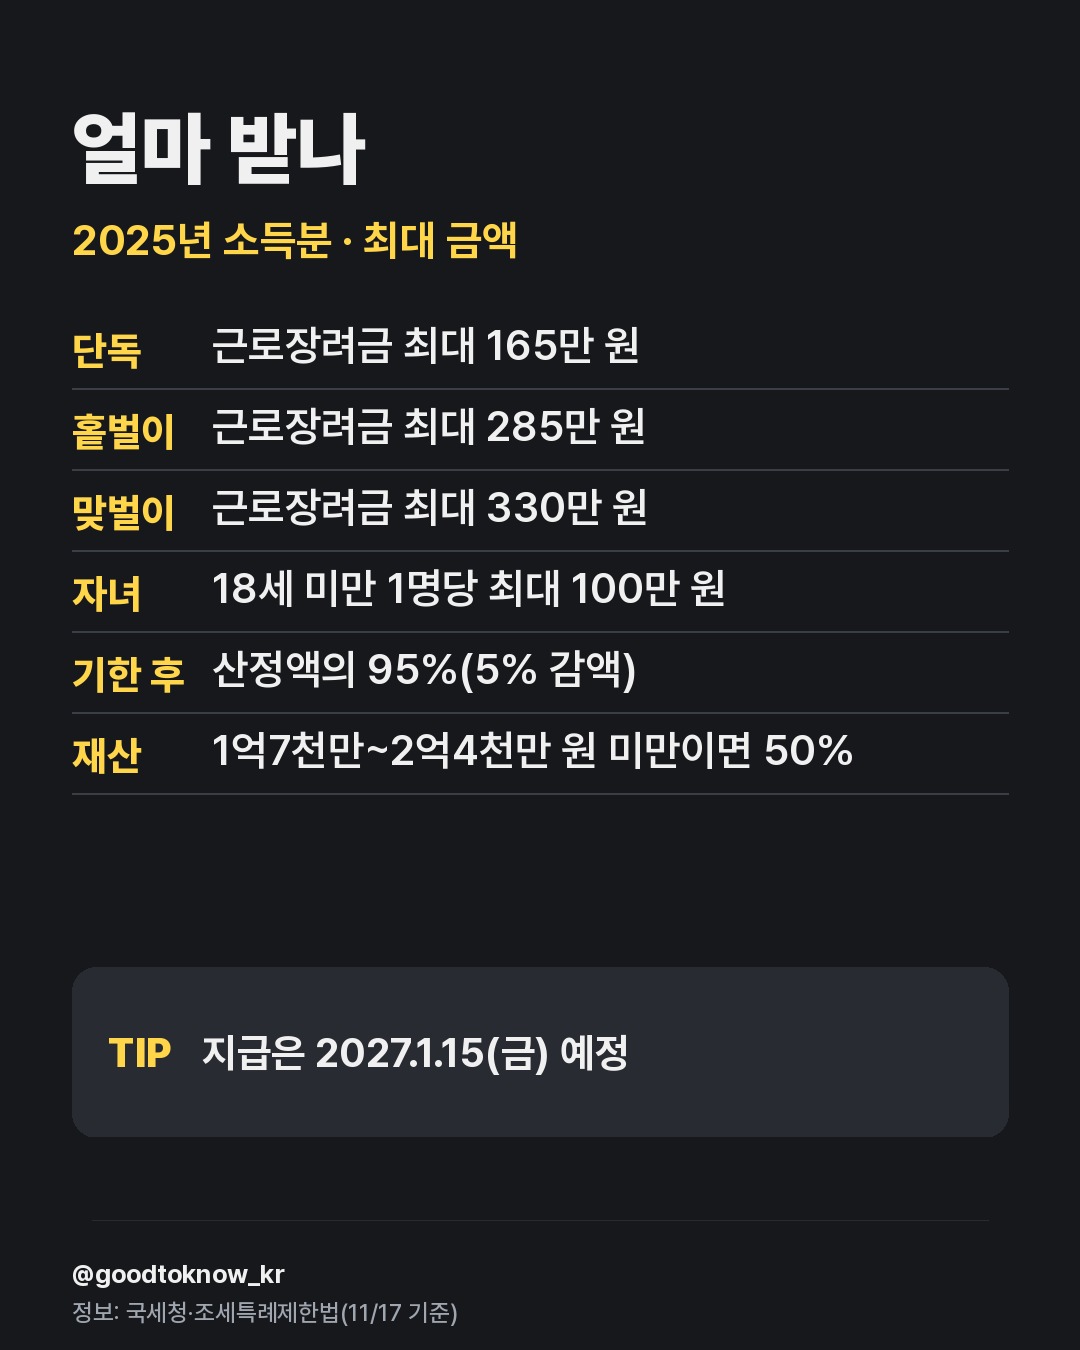 얼마 받나
2025년 소득분 · 최대 금액
단독 근로장려금 최대 165만 원
홑벌이 근로장려금 최대 285만 원
맞벌이 근로장려금 최대 330만 원
자녀 18세 미만 1명당 최대 100만 원
기한 후 산정액의 95%(5% 감액)
재산 1억7천만~2억4천만 원 미만이면 50%
TIP 지급은 2027.1.15(금) 예정
@goodtoknow_kr
정보: 국세청·조세특례제한법(11/17 기준)